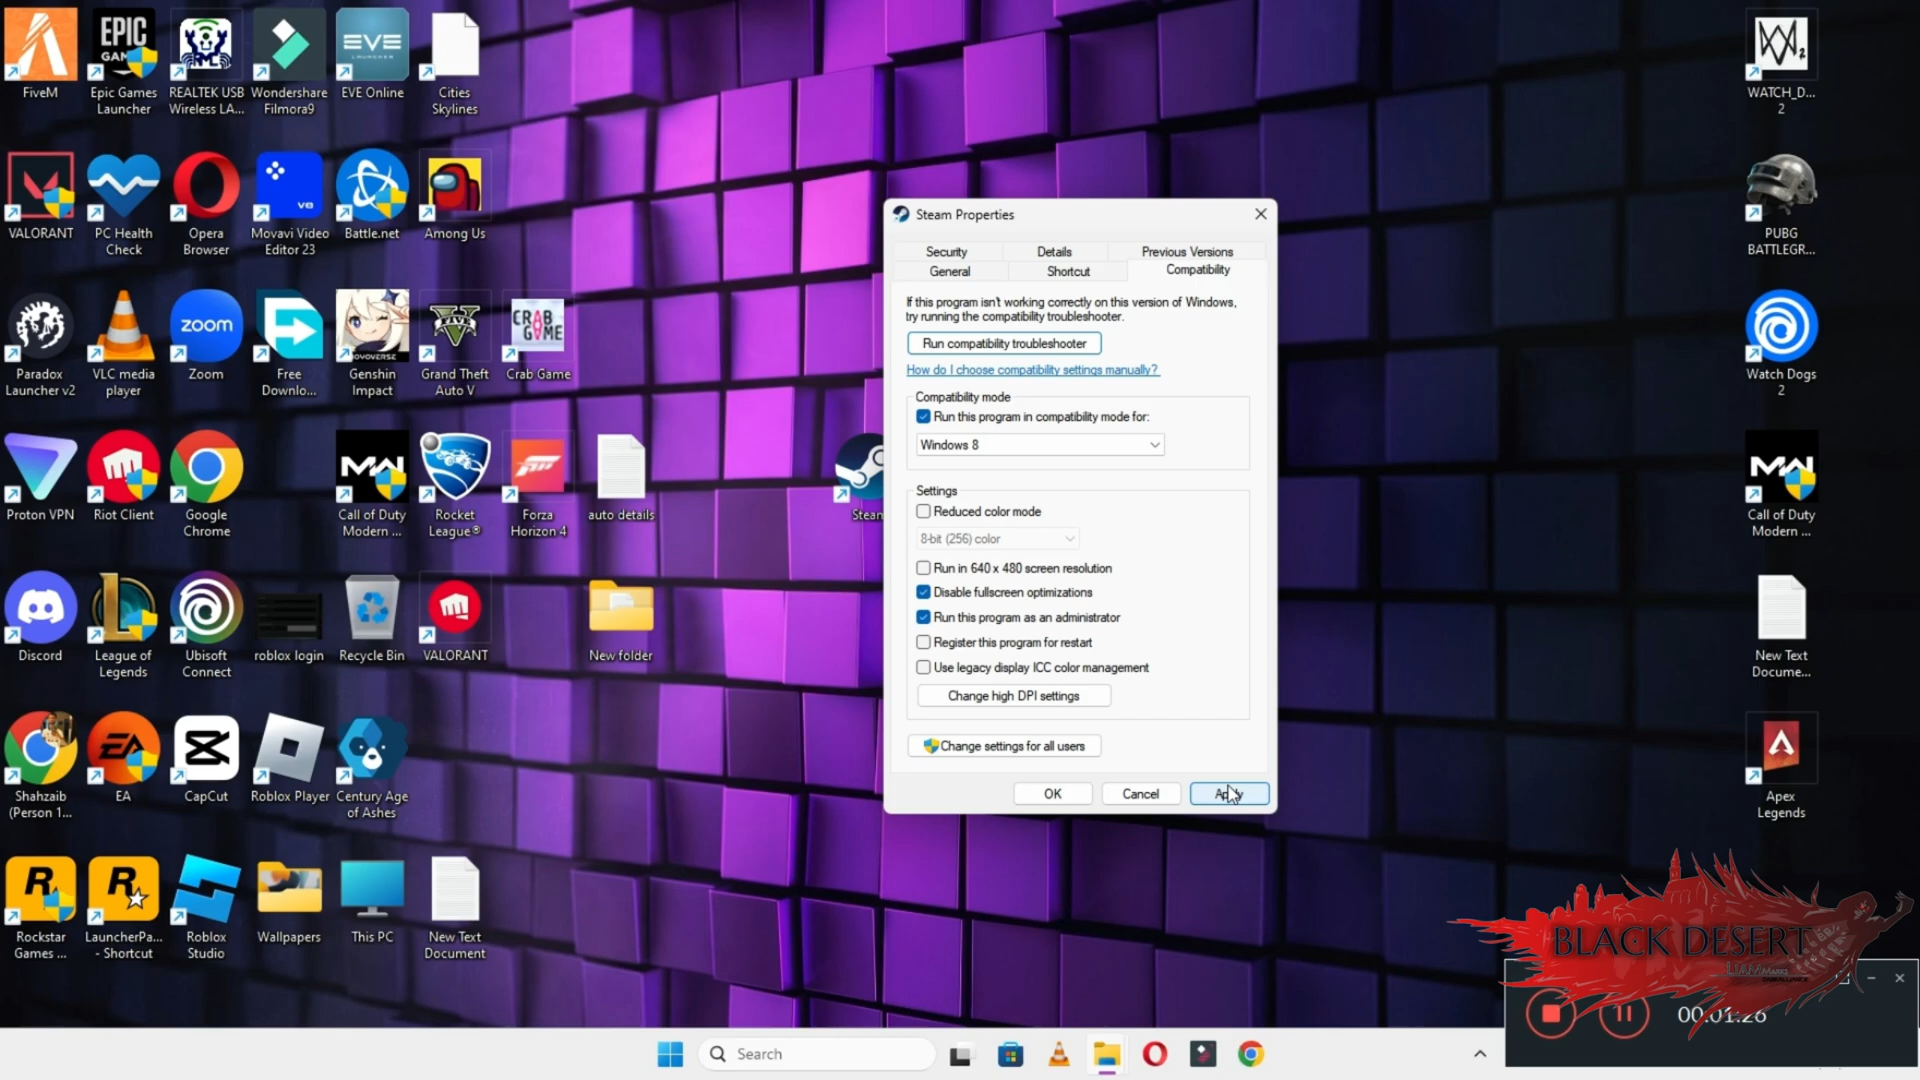 FiveM
Epic Games
Launcher
REALTEK USB
Wireless LA...
Wondershare
Filmora9
EVE Online
Cities
Skylines
WATCH_D...
2
EPIC
EVE
VALORANT
PC Health
Check
Opera
Browser
Movavi Video
Editor 23
Battle.net
Among Us
PUBG
BATTLEGR...
Paradox
Launcher v2
VLC media
player
zoom
Zoom
Free
Downlo...
Genshin
Impact
FIVE
Grand Theft
Auto V
CRAB
GAME
Crab Game
Watch Dogs
2
Proton VPN
Riot Client
Google
Chrome
Call of Duty
Modern ...
Rocket
League®
Forza
Horizon 4
auto details
Steam
Call of Duty
Modern ...
Discord
League of
Legends
Ubisoft
Connect
roblox login
Recycle Bin
VALORANT
New folder
New Text
Docume...
Shahzaib
(Person 1...
EA
CapCut
Roblox Player
Century Age
of Ashes
Apex
Legends
Rockstar
Games ...
LauncherPa...
- Shortcut
Roblox
Studio
Wallpapers
This PC
New Text
Document
Steam Properties
Security
Details
Previous Versions
General
Shortcut
Compatibility
If this program isn't working correctly on this version of Windows,
try running the compatibility troubleshooter.
Run compatibility troubleshooter
How do I choose compatibility settings manually?
Compatibility mode
Run this program in compatibility mode for:
Windows 8
Settings
Reduced color mode
8-bit (256) color
Run in 640 x 480 screen resolution
Disable fullscreen optimizations
Run this program as an administrator
Register this program for restart
Use legacy display ICC color management
Change high DPI settings
Change settings for all users
OK
Cancel
Apply
BLACK DESERT
00:01:26
Search